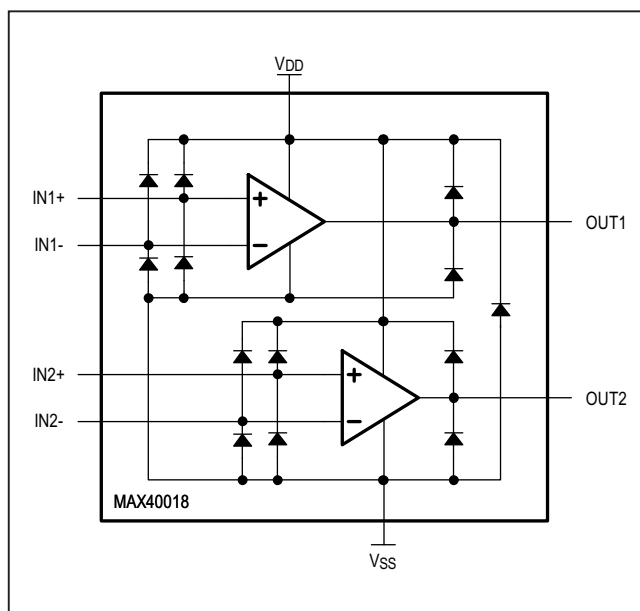 VDD
IN1+
IN1-
+
-
OUT1
IN2+
IN2-
+
-
OUT2
MAX40018
VSS